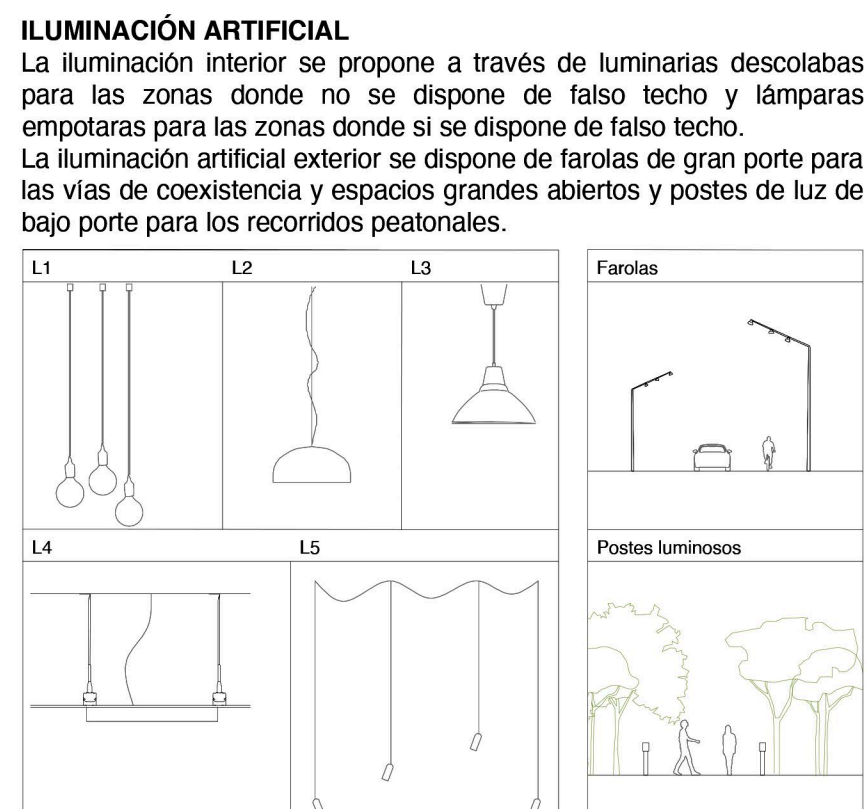 ILUMINACIÓN ARTIFICIAL
La iluminación interior se propone a través de luminarias descolabas
para las zonas donde no se dispone de falso techo y lámparas
empotaras para las zonas donde si se dispone de falso techo.
La iluminación artificial exterior se dispone de farolas de gran porte para
las vías de coexistencia y espacios grandes abiertos y postes de luz de
bajo porte para los recorridos peatonales.
L1
L2
L3
Farolas
L4
L5
Postes luminosos